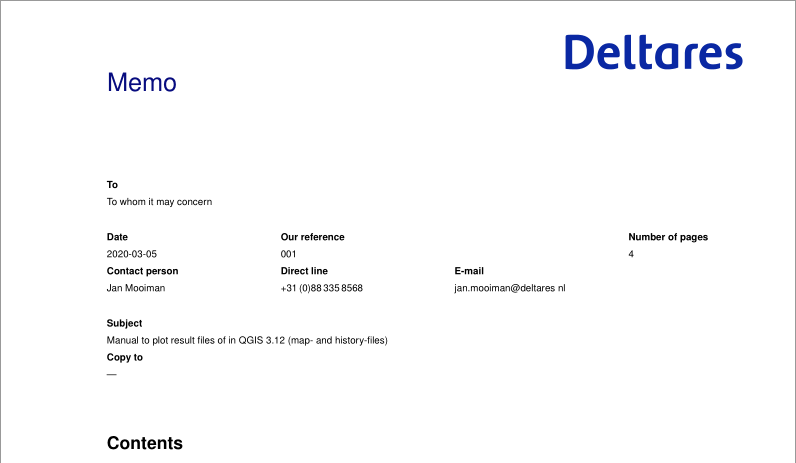 Deltares
Memo
To
To whom it may concern
Date Our reference Number of pages
2020-03-05 001 4
Contact person Direct line E-mail
Jan Mooiman +31 (0)88 335 8568 jan.mooiman@deltares nl
Subject
Manual to plot result files of in QGIS 3.12 (map- and history-files)
Copy to
—
Contents